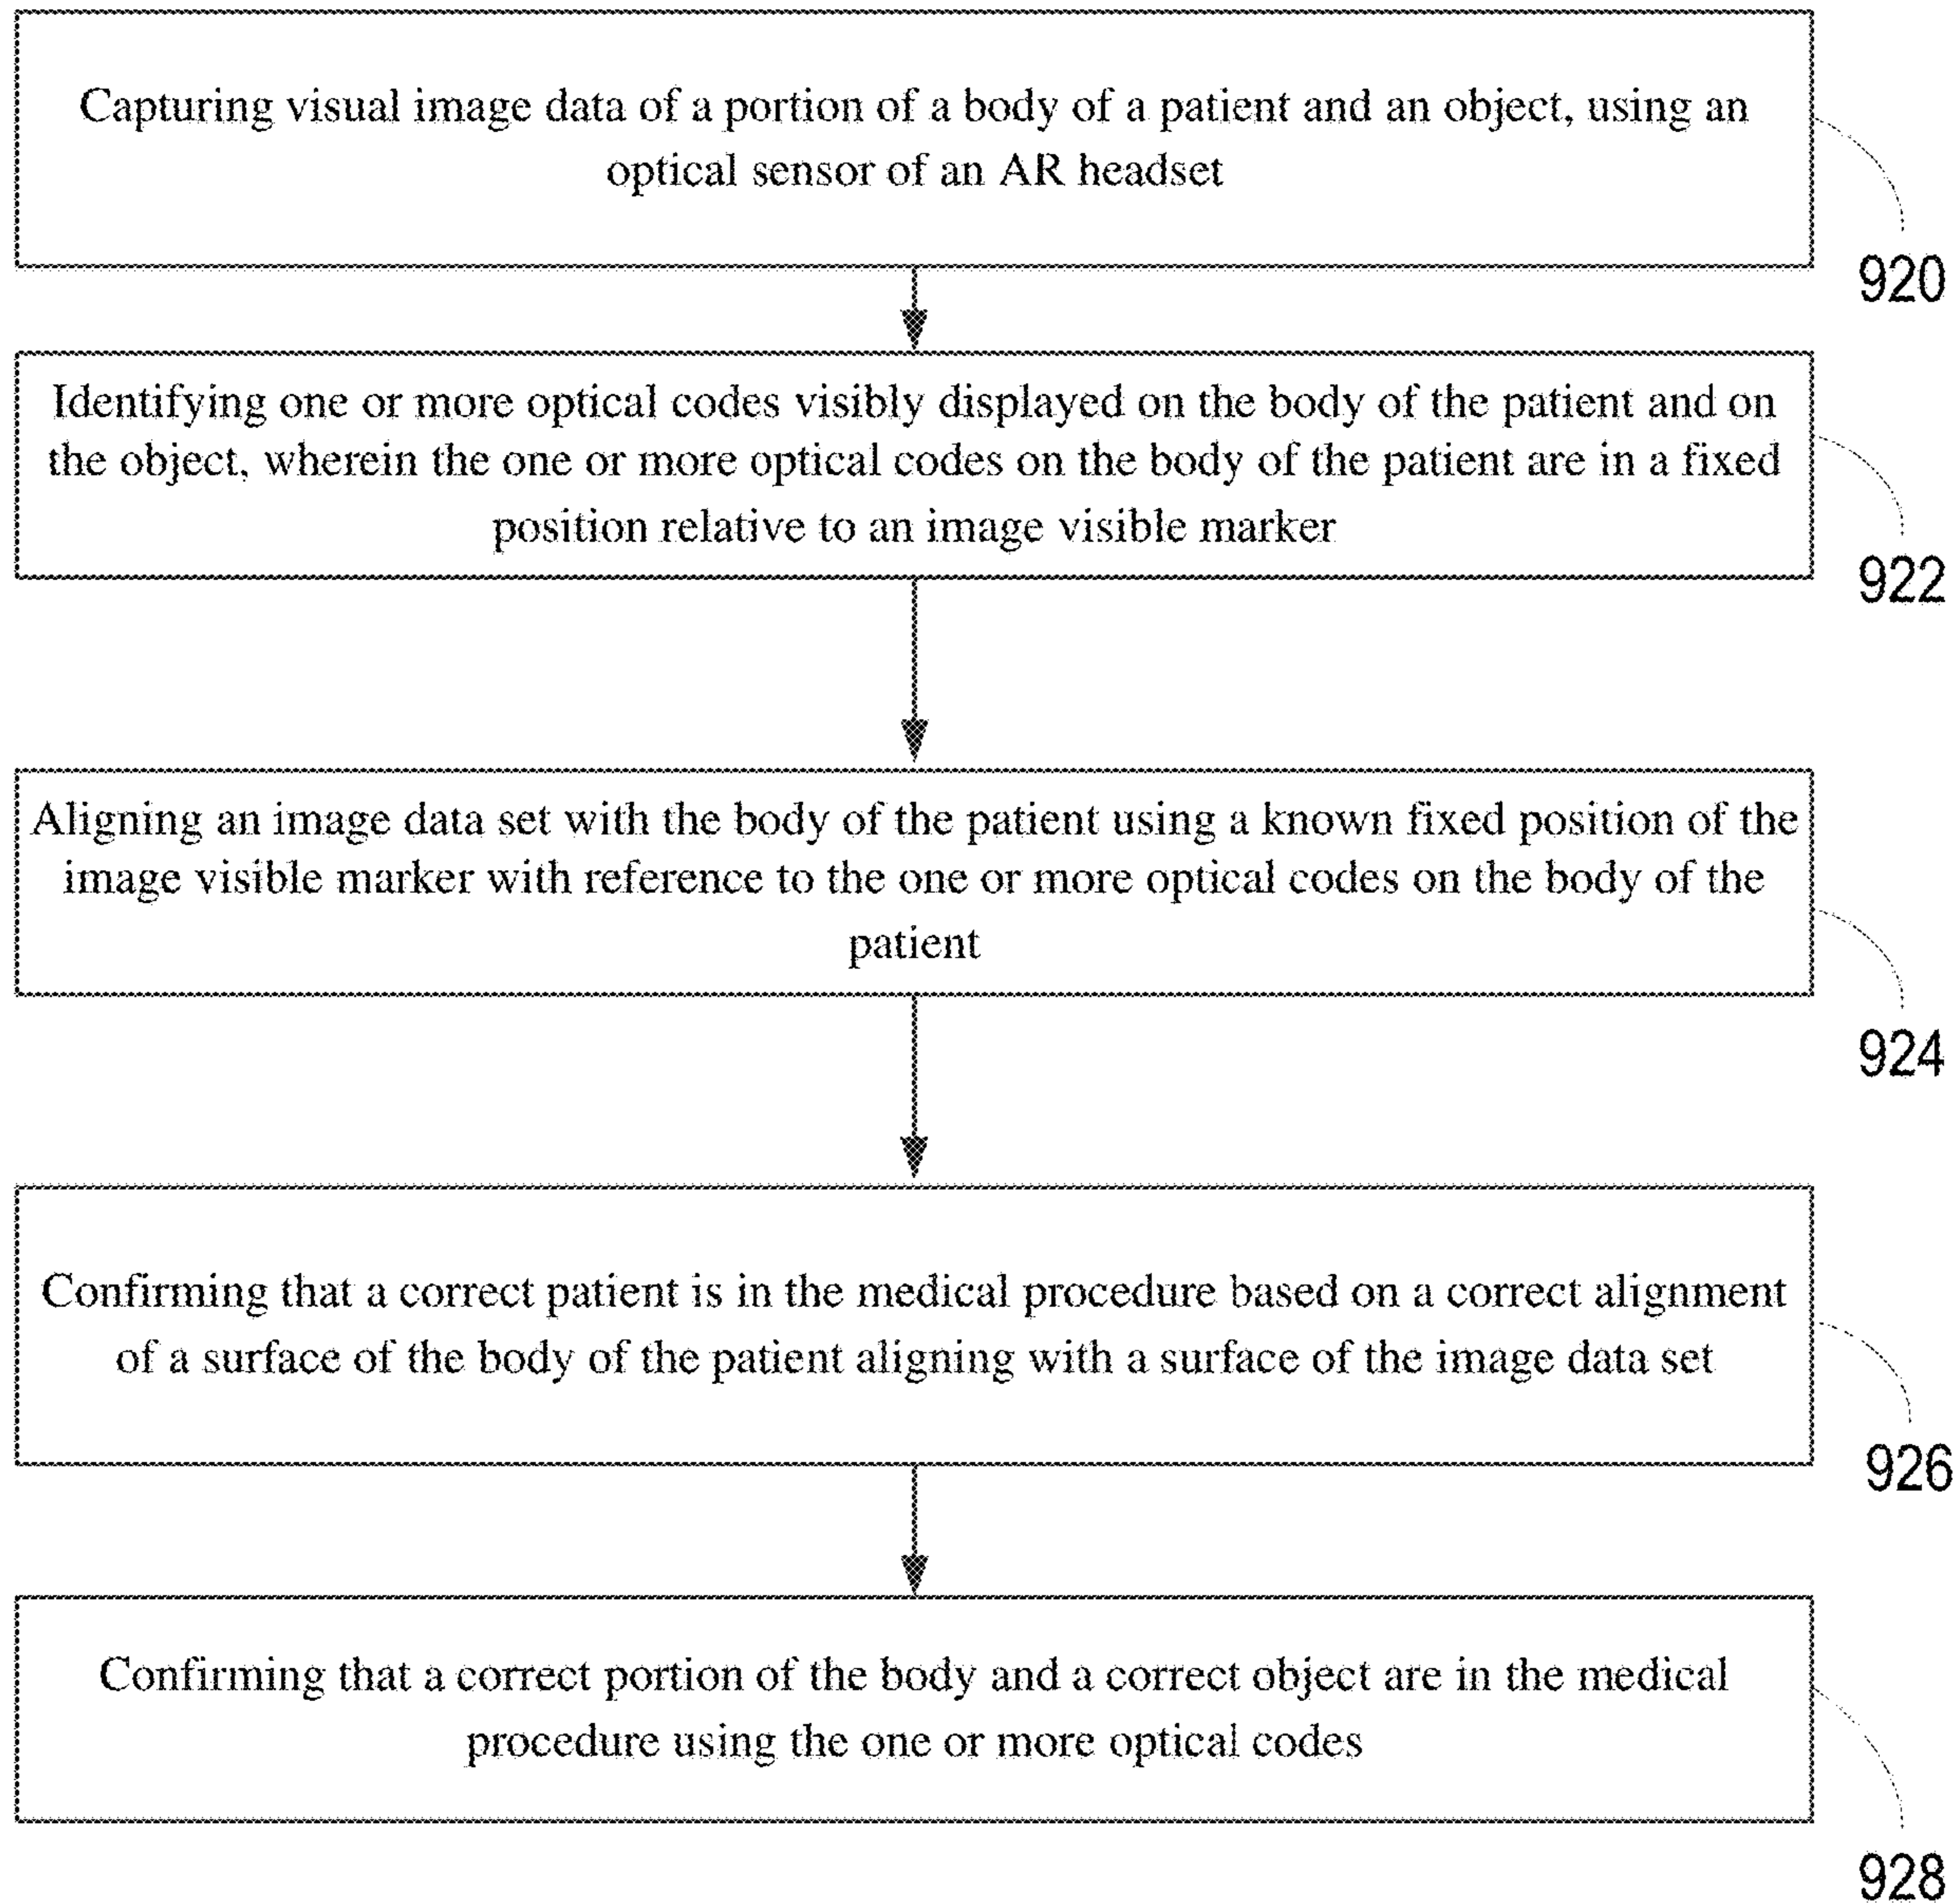 Capturing visual image data of a portion of a body of a patient and an object, using an
optical sensor of an AR headset
920
Identifying one or more optical codes visibly displayed on the body of the patient and on
the object, wherein the one or more optical codes on the body of the patient are in a fixed
position relative to an image visible marker
922
Aligning an image data set with the body of the patient using a known fixed position of the
image visible marker with reference to the one or more optical codes on the body of the
patient
924
Confirming that a correct patient is in the medical procedure based on a correct alignment
of a surface of the body of the patient aligning with a surface of the image data set
926
Confirming that a correct portion of the body and a correct object are in the medical
procedure using the one or more optical codes
928